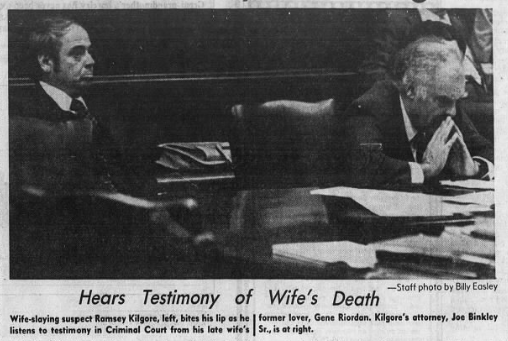 —Staff photo by Billy Easley
Hears Testimony of Wife's Death
Wife-slaying suspect Ramsey Kilgore, left, bites his lip as he
listens to testimony in Criminal Court from his late wife's
former lover, Gene Riordan. Kilgore's attorney, Joe Binkley
Sr., is at right.